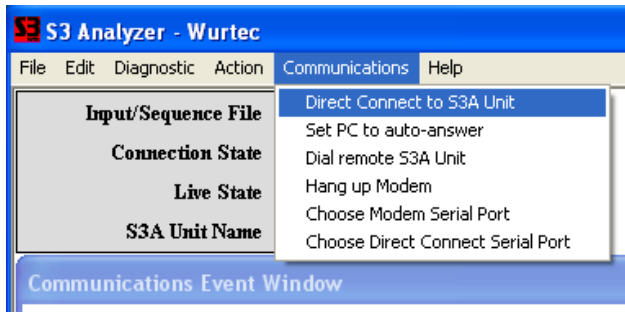 S3 S3 Analyzer - Wurtec
File Edit Diagnostic Action Communications Help
Direct Connect to S3A Unit
Set PC to auto-answer
Dial remote S3A Unit
Hang up Modem
Choose Modem Serial Port
Choose Direct Connect Serial Port
Input/Sequence File
Connection State
Live State
S3A Unit Name
Communications Event Window